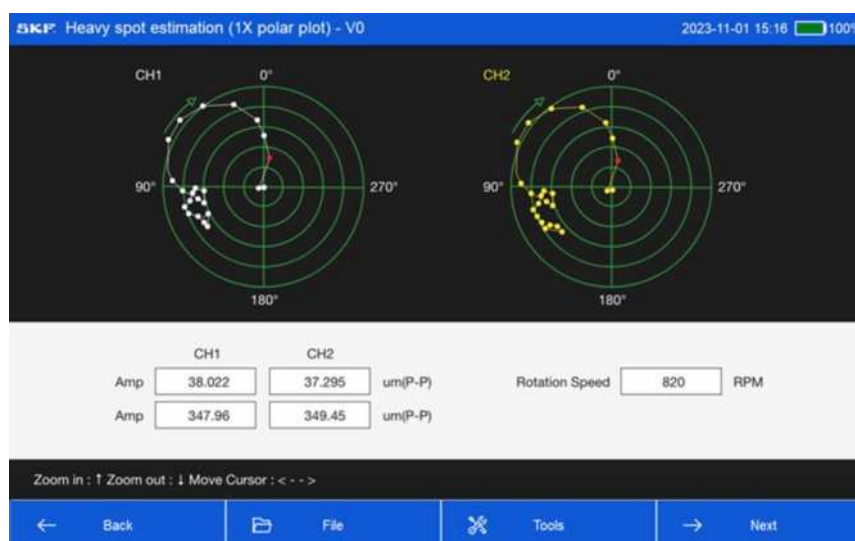 SKF. Heavy spot estimation (1X polar plot) - V0 2023-11-01 15:16 100%
CH1 0° CH2 0°
90° 270° 90° 270°
180° 180°
CH1 CH2
Amp 38.022 37.295 um(P-P) Rotation Speed 820 RPM
Amp 347.96 349.45 um(P-P)
Zoom in : ↑ Zoom out : ↓ Move Cursor : < - - >
← Back File Tools → Next